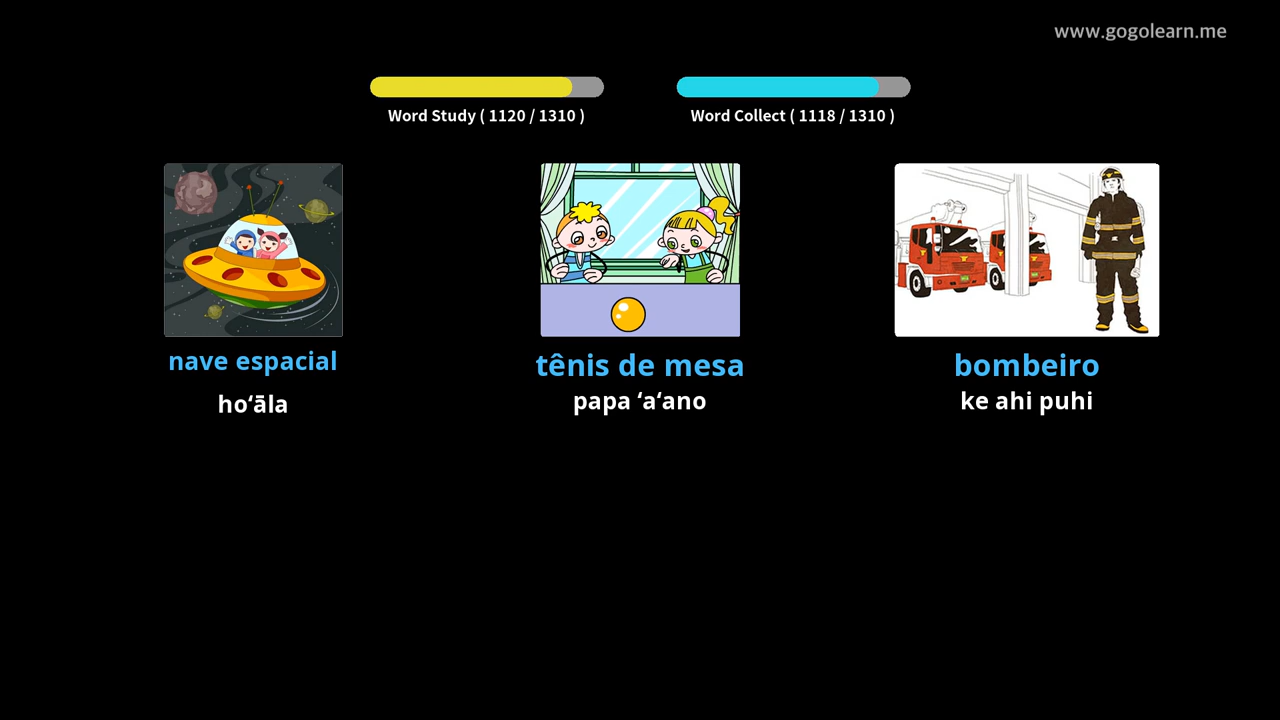 www.gogolearn.me
Word Study ( 1120 / 1310 )
Word Collect ( 1118 / 1310 )
nave espacial
hoʻāla
tênis de mesa
papa ʻaʻano
bombeiro
ke ahi puhi